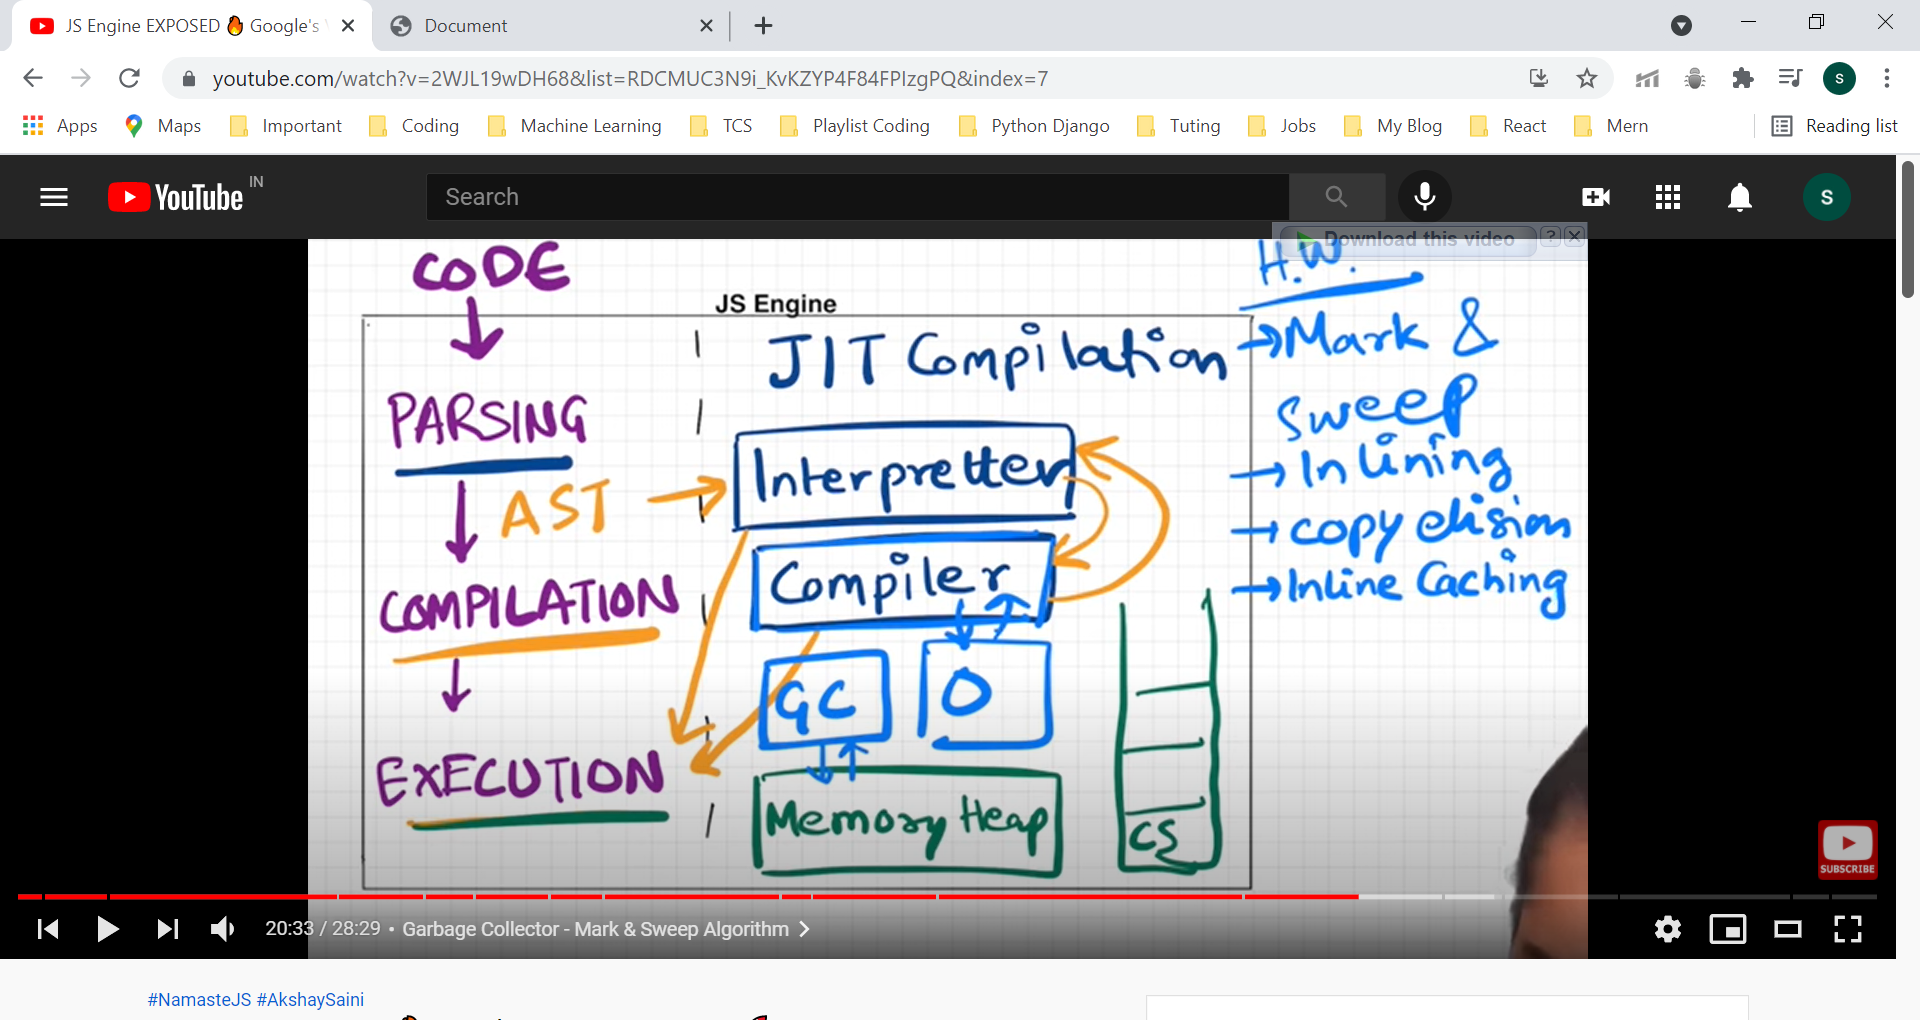 JS Engine EXPOSED 🔥 Google's
Document
youtube.com/watch?v=2WJL19wDH68&list=RDCMUC3N9i_KvKZYP4F84FPIzgPQ&index=7
S
Apps
Maps
Important
Coding
Machine Learning
TCS
Playlist Coding
Python Django
Tuting
Jobs
My Blog
React
Mern
Reading list
YouTube IN
Search
S
Download this video ?
CODE
JS Engine
H.W.
JIT Compilation
→Mark &
Sweep
PARSING
Interpretter
→ Inlining
AST
→ copy elision
Compiler
→Inline Caching
COMPILATION
GC
O
EXECUTION
Memory Heap
CS
SUBSCRIBE
20:33 / 28:29 • Garbage Collector - Mark & Sweep Algorithm
#NamasteJS #AkshaySaini